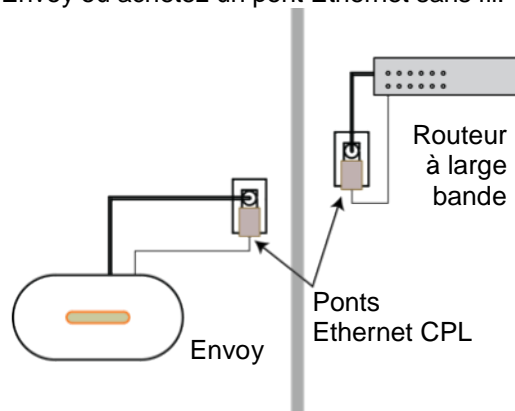 Envoy ou achetez un pont Ethernet sans fil.
Routeur
à large
bande
Ponts
Ethernet CPL
Envoy